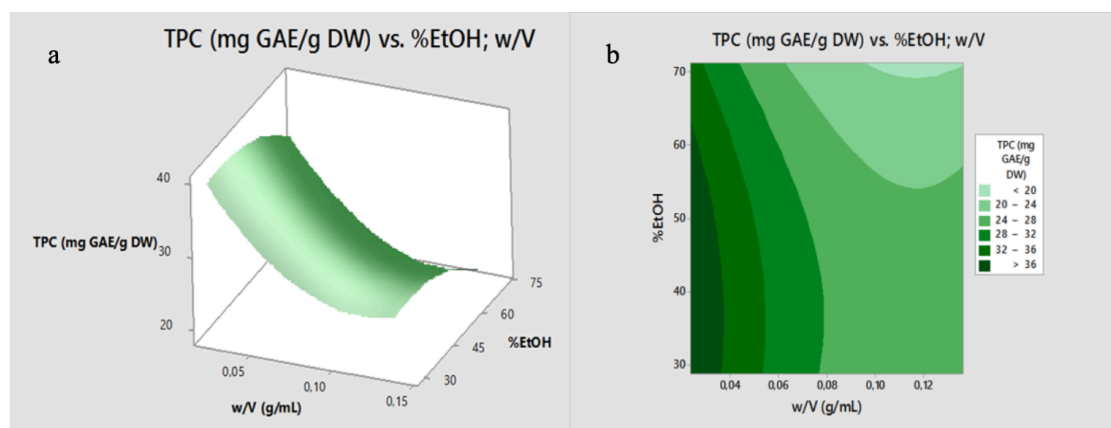 a
TPC (mg GAE/g DW) vs. %EtOH; w/V
40
30
20
TPC (mg GAE/g DW)
0,05
0,10
0,15
w/V (g/mL)
30
45
60
75
%EtOH
b
TPC (mg GAE/g DW) vs. %EtOH; w/V
70
60
50
40
30
%EtOH
0,04
0,06
0,08
0,10
0,12
w/V (g/mL)
TPC (mg
GAE/g
DW)
< 20
20 – 24
24 – 28
28 – 32
32 – 36
> 36